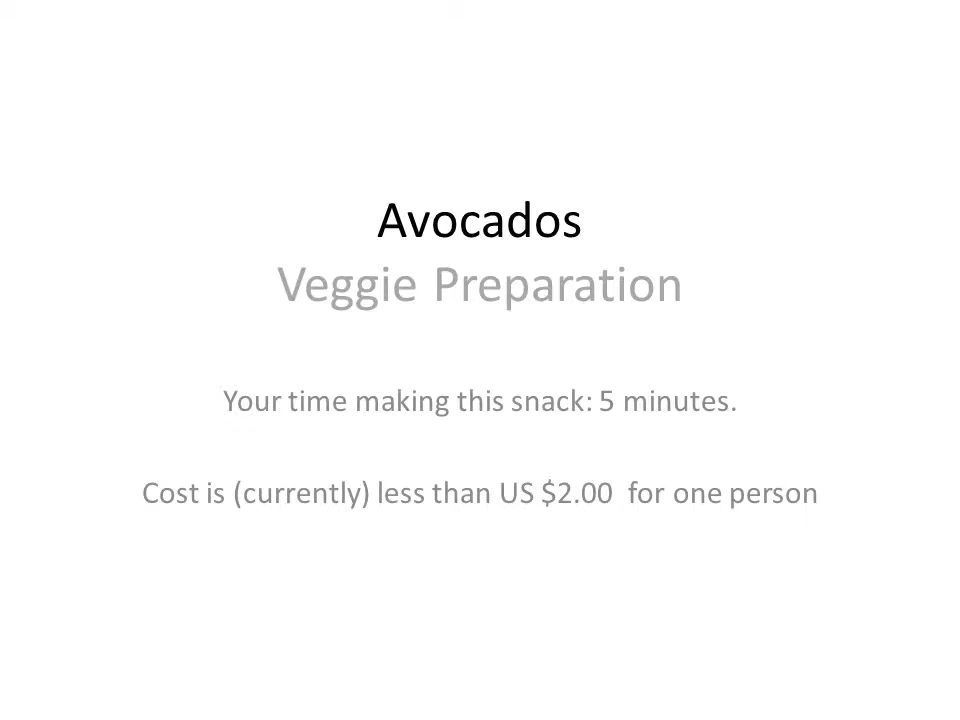 Avocados
Veggie Preparation
Your time making this snack: 5 minutes.
Cost is (currently) less than US $2.00  for one person